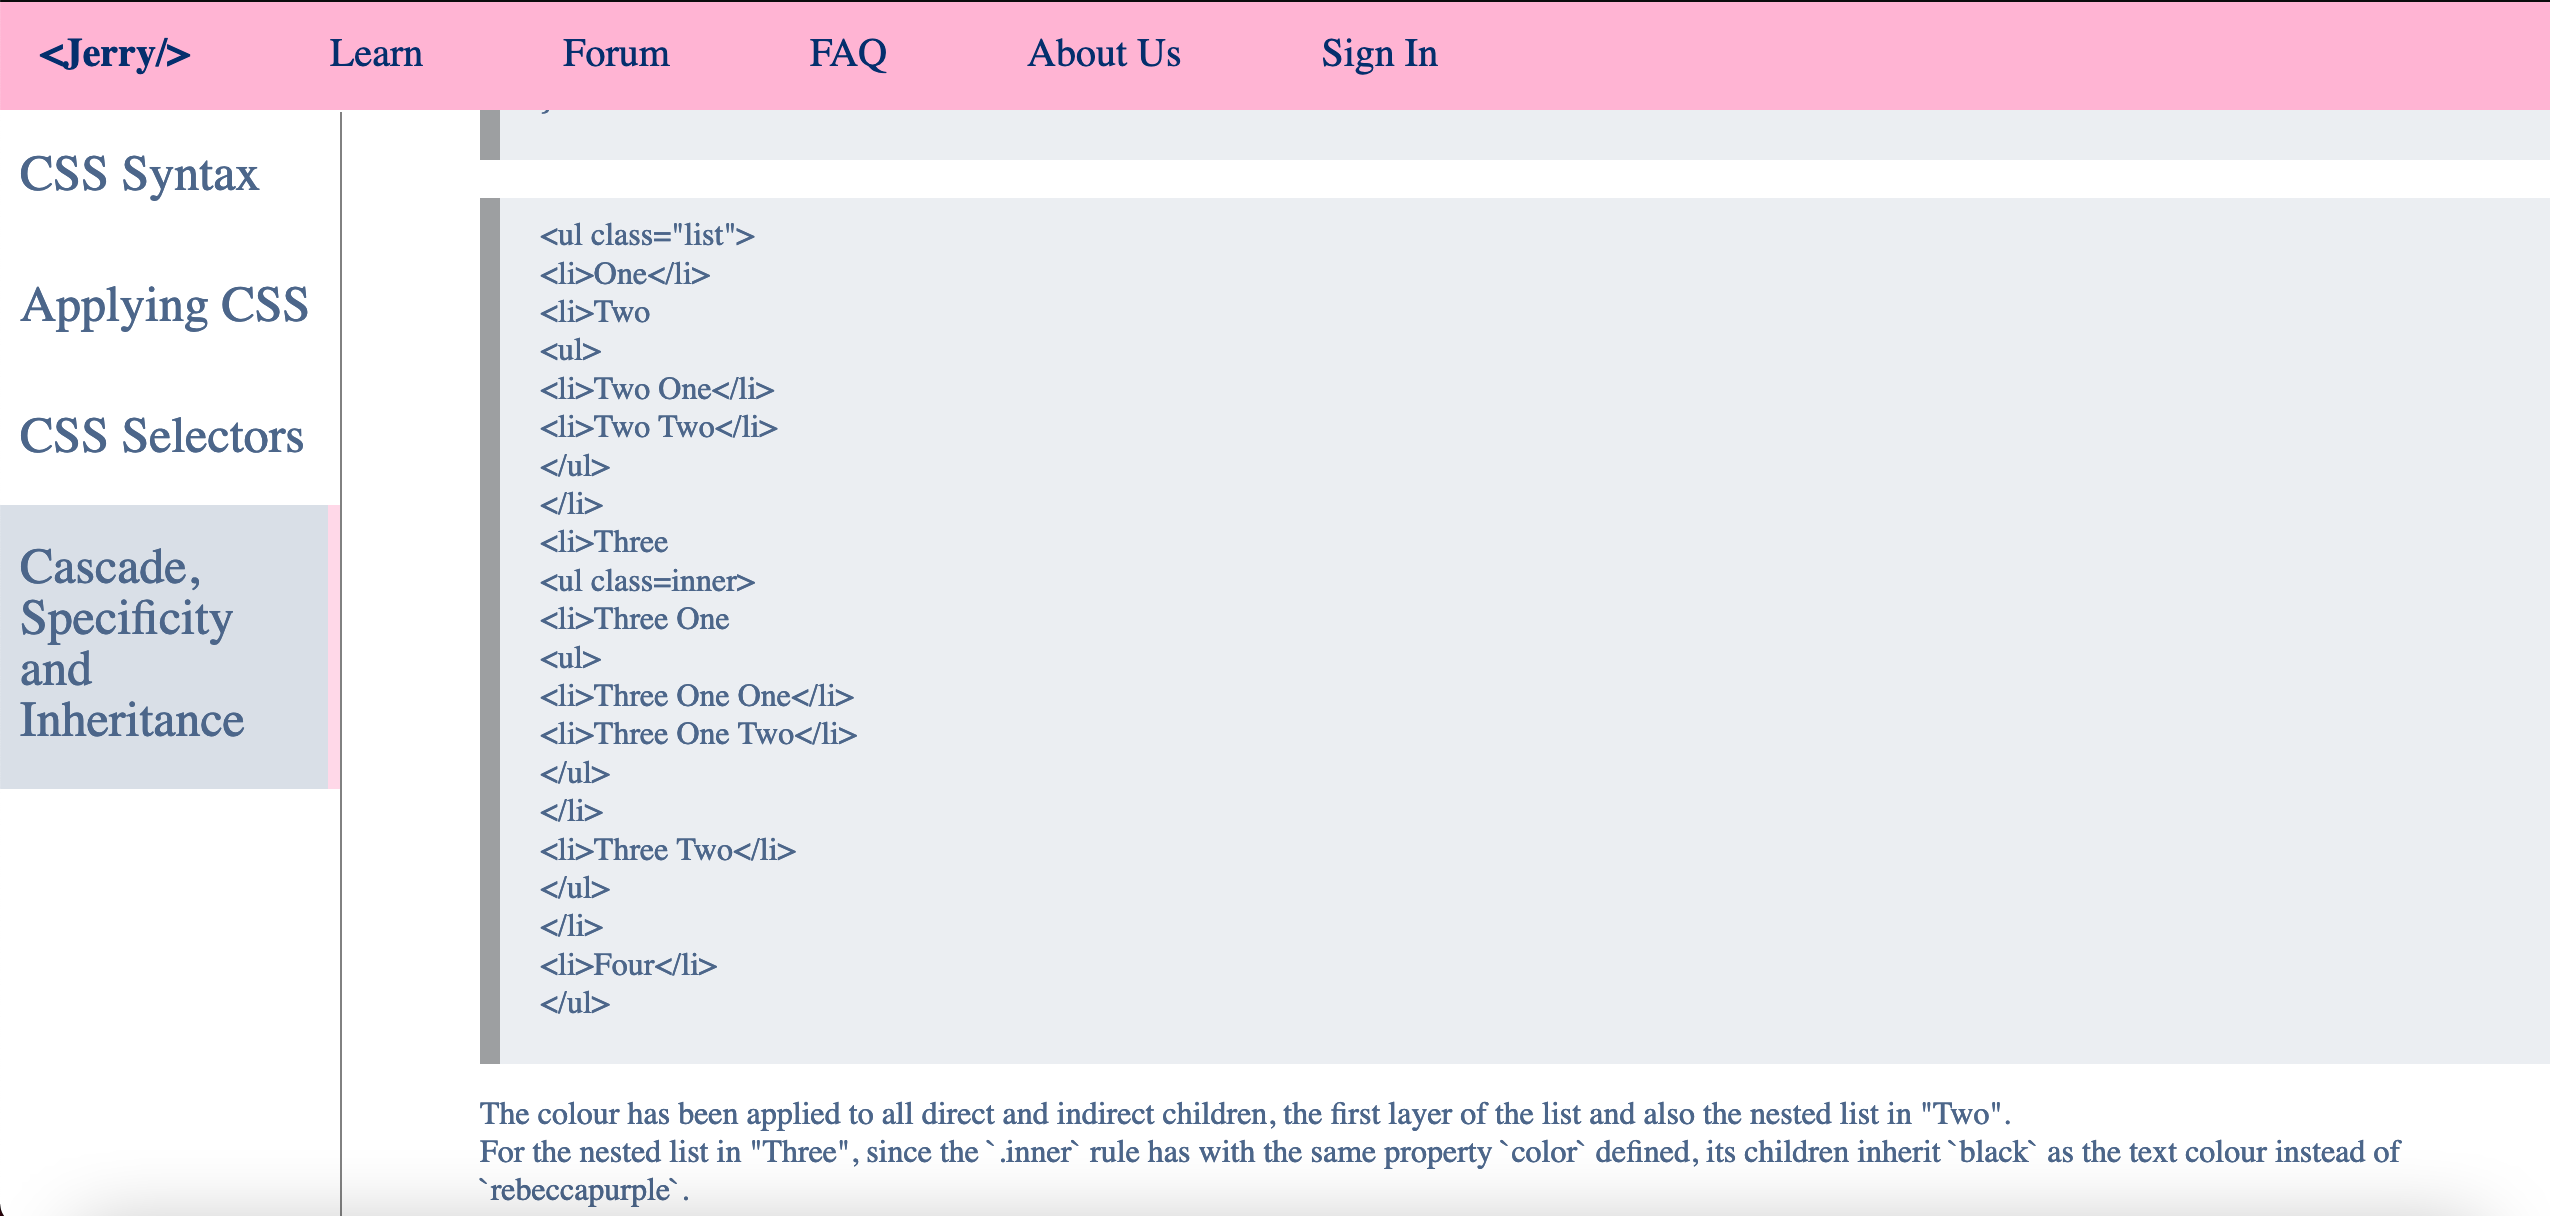 <Jerry/> Learn Forum FAQ About Us Sign In
CSS Syntax
Applying CSS
CSS Selectors
Cascade,
Specificity
and
Inheritance
<ul class="list">
<li>One</li>
<li>Two
<ul>
<li>Two One</li>
<li>Two Two</li>
</ul>
</li>
<li>Three
<ul class=inner>
<li>Three One
<ul>
<li>Three One One</li>
<li>Three One Two</li>
</ul>
</li>
<li>Three Two</li>
</ul>
</li>
<li>Four</li>
</ul>
The colour has been applied to all direct and indirect children, the first layer of the list and also the nested list in "Two".
For the nested list in "Three", since the `.inner` rule has with the same property `color` defined, its children inherit `black` as the text colour instead of
`rebeccapurple`.